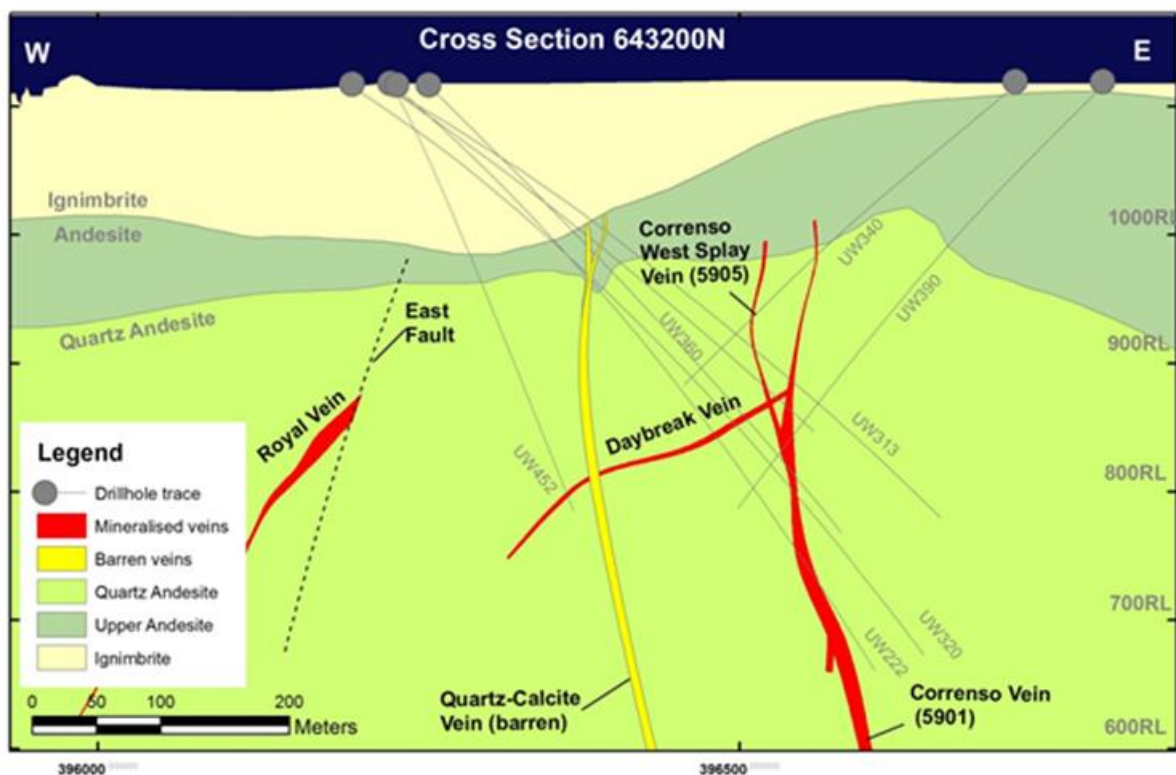 Cross Section 643200N
W
E
Ignimbrite
Andesite
Quartz Andesite
1000RL
900RL
800RL
700RL
600RL
Correnso
West Splay
Vein (5905)
UW340
UW390
UW360
UW313
UW452
UW320
UW222
East
Fault
Royal Vein
Daybreak Vein
Quartz-Calcite
Vein (barren)
Correnso Vein
(5901)
Legend
Drillhole trace
Mineralised veins
Barren veins
Quartz Andesite
Upper Andesite
Ignimbrite
0 50 100 200
Meters
396000
396500